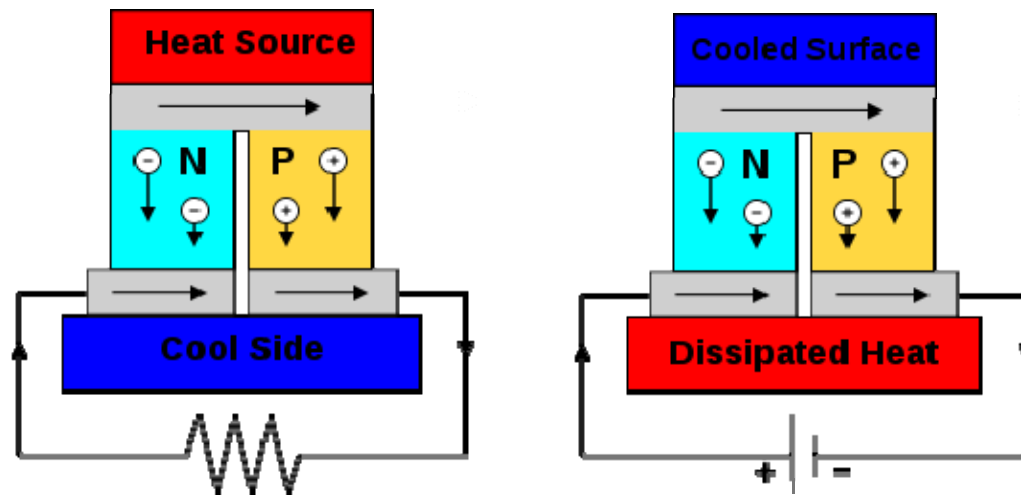 Heat Source
N P
− +
− +
Cool Side
Cooled Surface
N P
− +
− +
Dissipated Heat
+ -